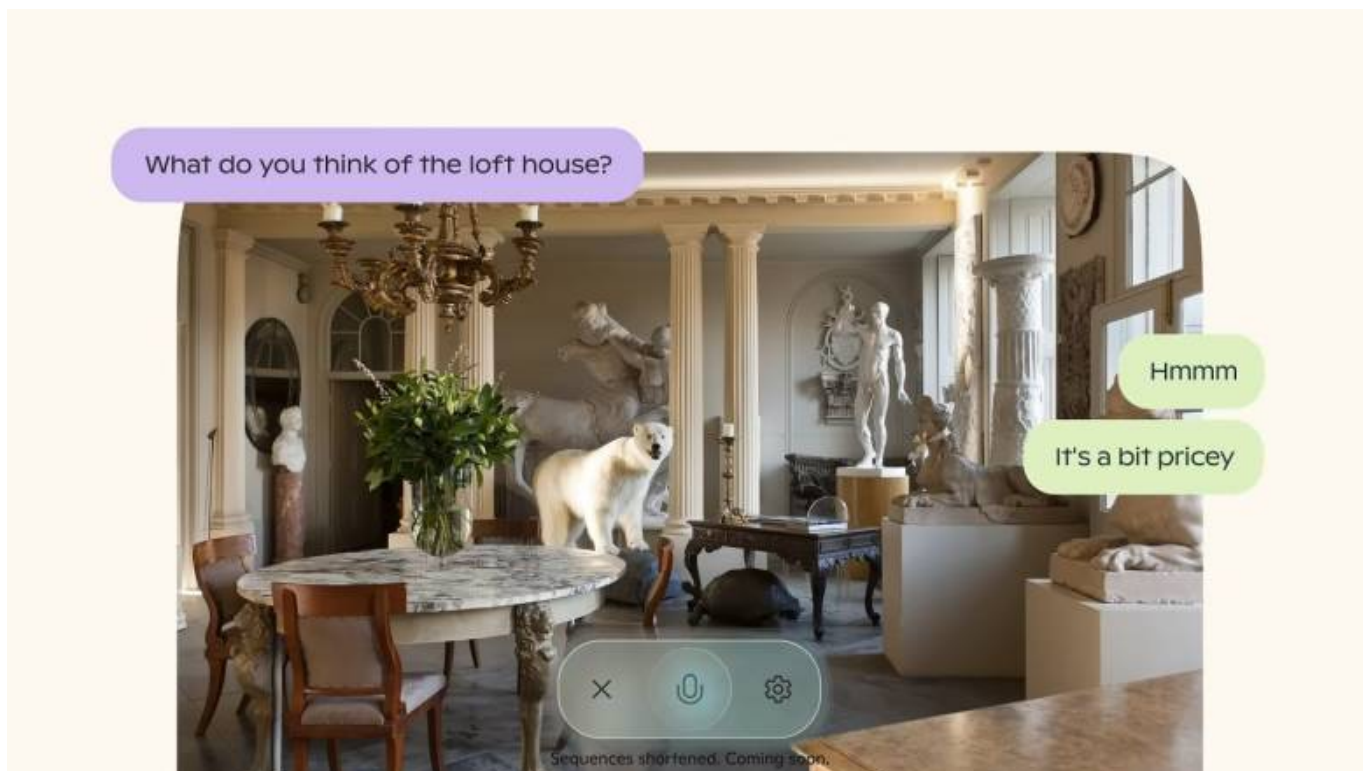 What do you think of the loft house?
Hmmm
It's a bit pricey
Sequences shortened. Coming soon.